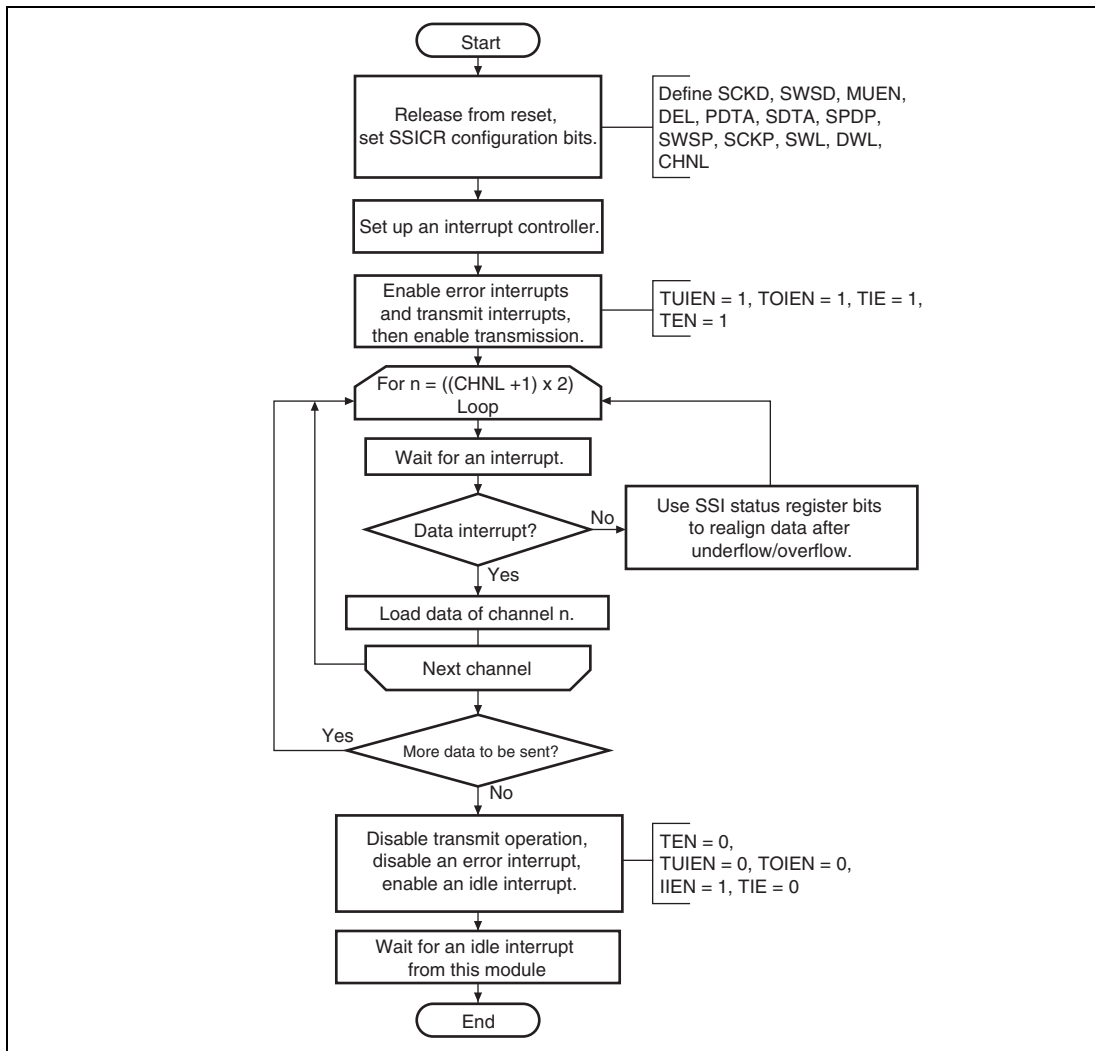 Start
Release from reset,
set SSICR configuration bits.
Define SCKD, SWSD, MUEN,
DEL, PDTA, SDTA, SPDP,
SWSP, SCKP, SWL, DWL,
CHNL
Set up an interrupt controller.
Enable error interrupts
and transmit interrupts,
then enable transmission.
TUIEN = 1, TOIEN = 1, TIE = 1,
TEN = 1
For n = ((CHNL +1) x 2)
Loop
Wait for an interrupt.
Data interrupt?
No
Use SSI status register bits
to realign data after
underflow/overflow.
Yes
Load data of channel n.
Next channel
Yes
More data to be sent?
No
Disable transmit operation,
disable an error interrupt,
enable an idle interrupt.
TEN = 0,
TUIEN = 0, TOIEN = 0,
IIEN = 1, TIE = 0
Wait for an idle interrupt
from this module
End